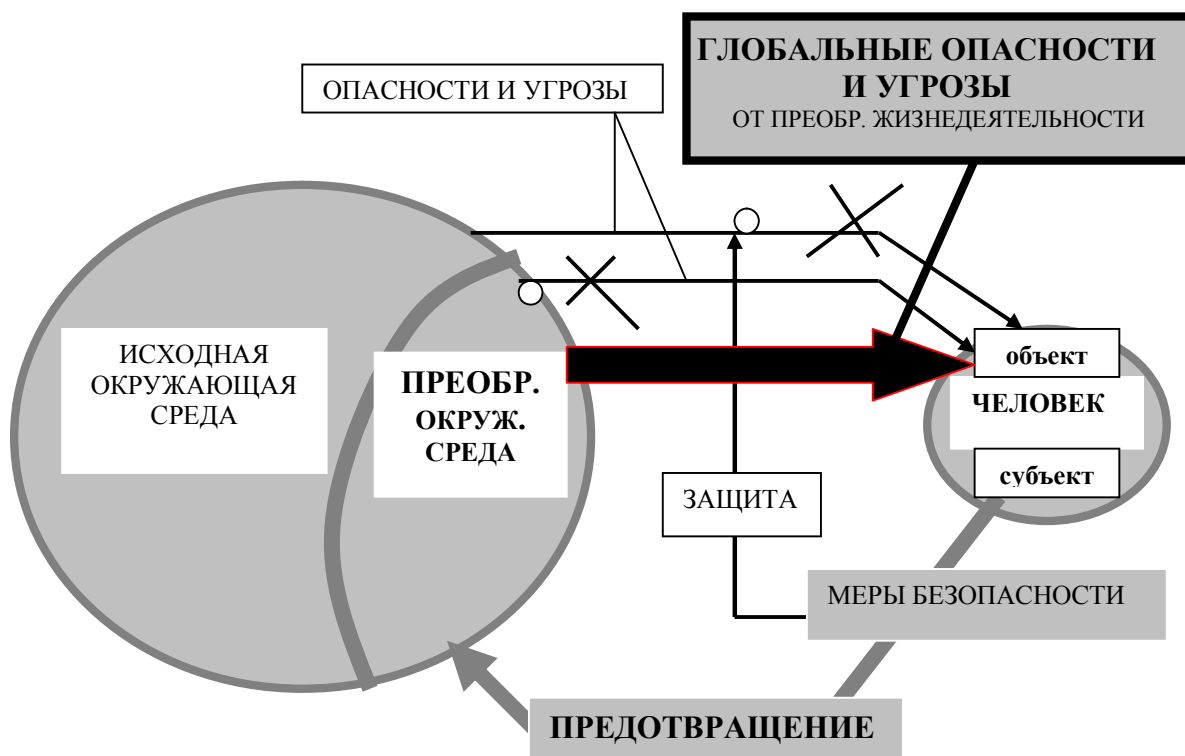 ГЛОБАЛЬНЫЕ ОПАСНОСТИ
И УГРОЗЫ
ОТ ПРЕОБР. ЖИЗНЕДЕЯТЕЛЬНОСТИ
ОПАСНОСТИ И УГРОЗЫ
ИСХОДНАЯ
ОКРУЖАЮЩАЯ
СРЕДА
ПРЕОБР.
ОКРУЖ.
СРЕДА
объект
ЧЕЛОВЕК
субъект
ЗАЩИТА
МЕРЫ БЕЗОПАСНОСТИ
ПРЕДОТВРАЩЕНИЕ